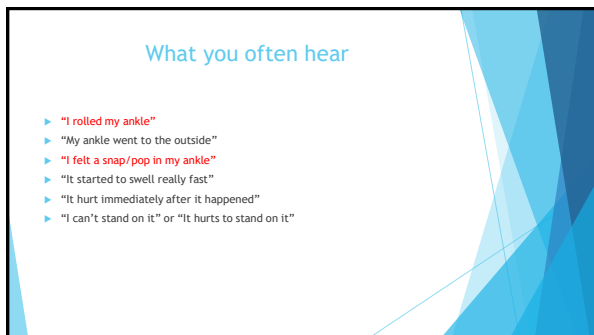 What you often hear
“I rolled my ankle”
“My ankle went to the outside”
“I felt a snap/pop in my ankle”
“It started to swell really fast”
“It hurt immediately after it happened”
“I can’t stand on it” or “It hurts to stand on it”